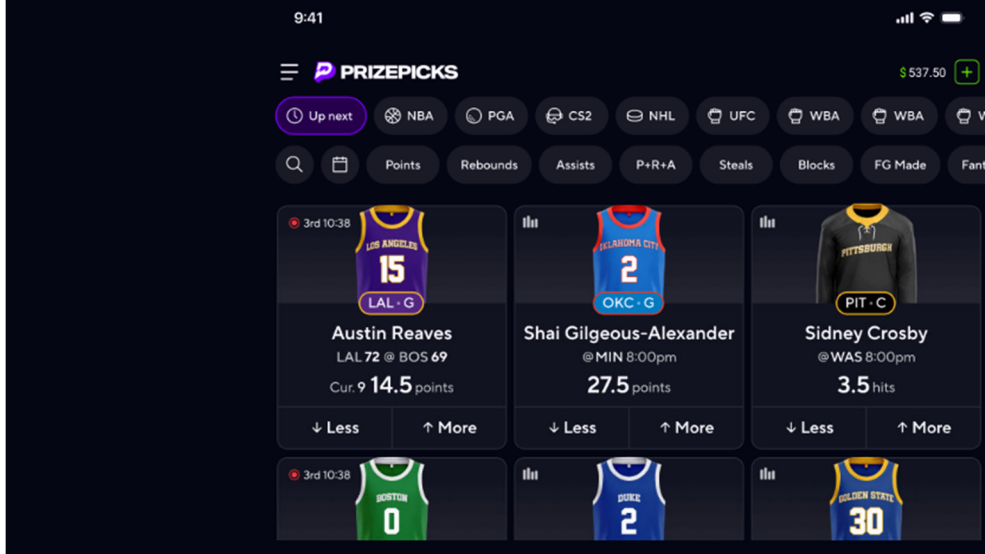 9:41
PRIZEPICKS
$ 537.50 +
Up next NBA PGA CS2 NHL UFC WBA WBA
Points Rebounds Assists P+R+A Steals Blocks FG Made Fant
3rd 10:38
LOS ANGELES
15
LAL · G
Austin Reaves
LAL 72 @ BOS 69
Cur. 9 14.5 points
↓ Less ↑ More
OKLAHOMA CITY
2
OKC · G
Shai Gilgeous-Alexander
@ MIN 8:00pm
27.5 points
↓ Less ↑ More
PITTSBURGH
PIT · C
Sidney Crosby
@ WAS 8:00pm
3.5 hits
↓ Less ↑ More
3rd 10:38
BOSTON
0
DUKE
2
GOLDEN STATE
30